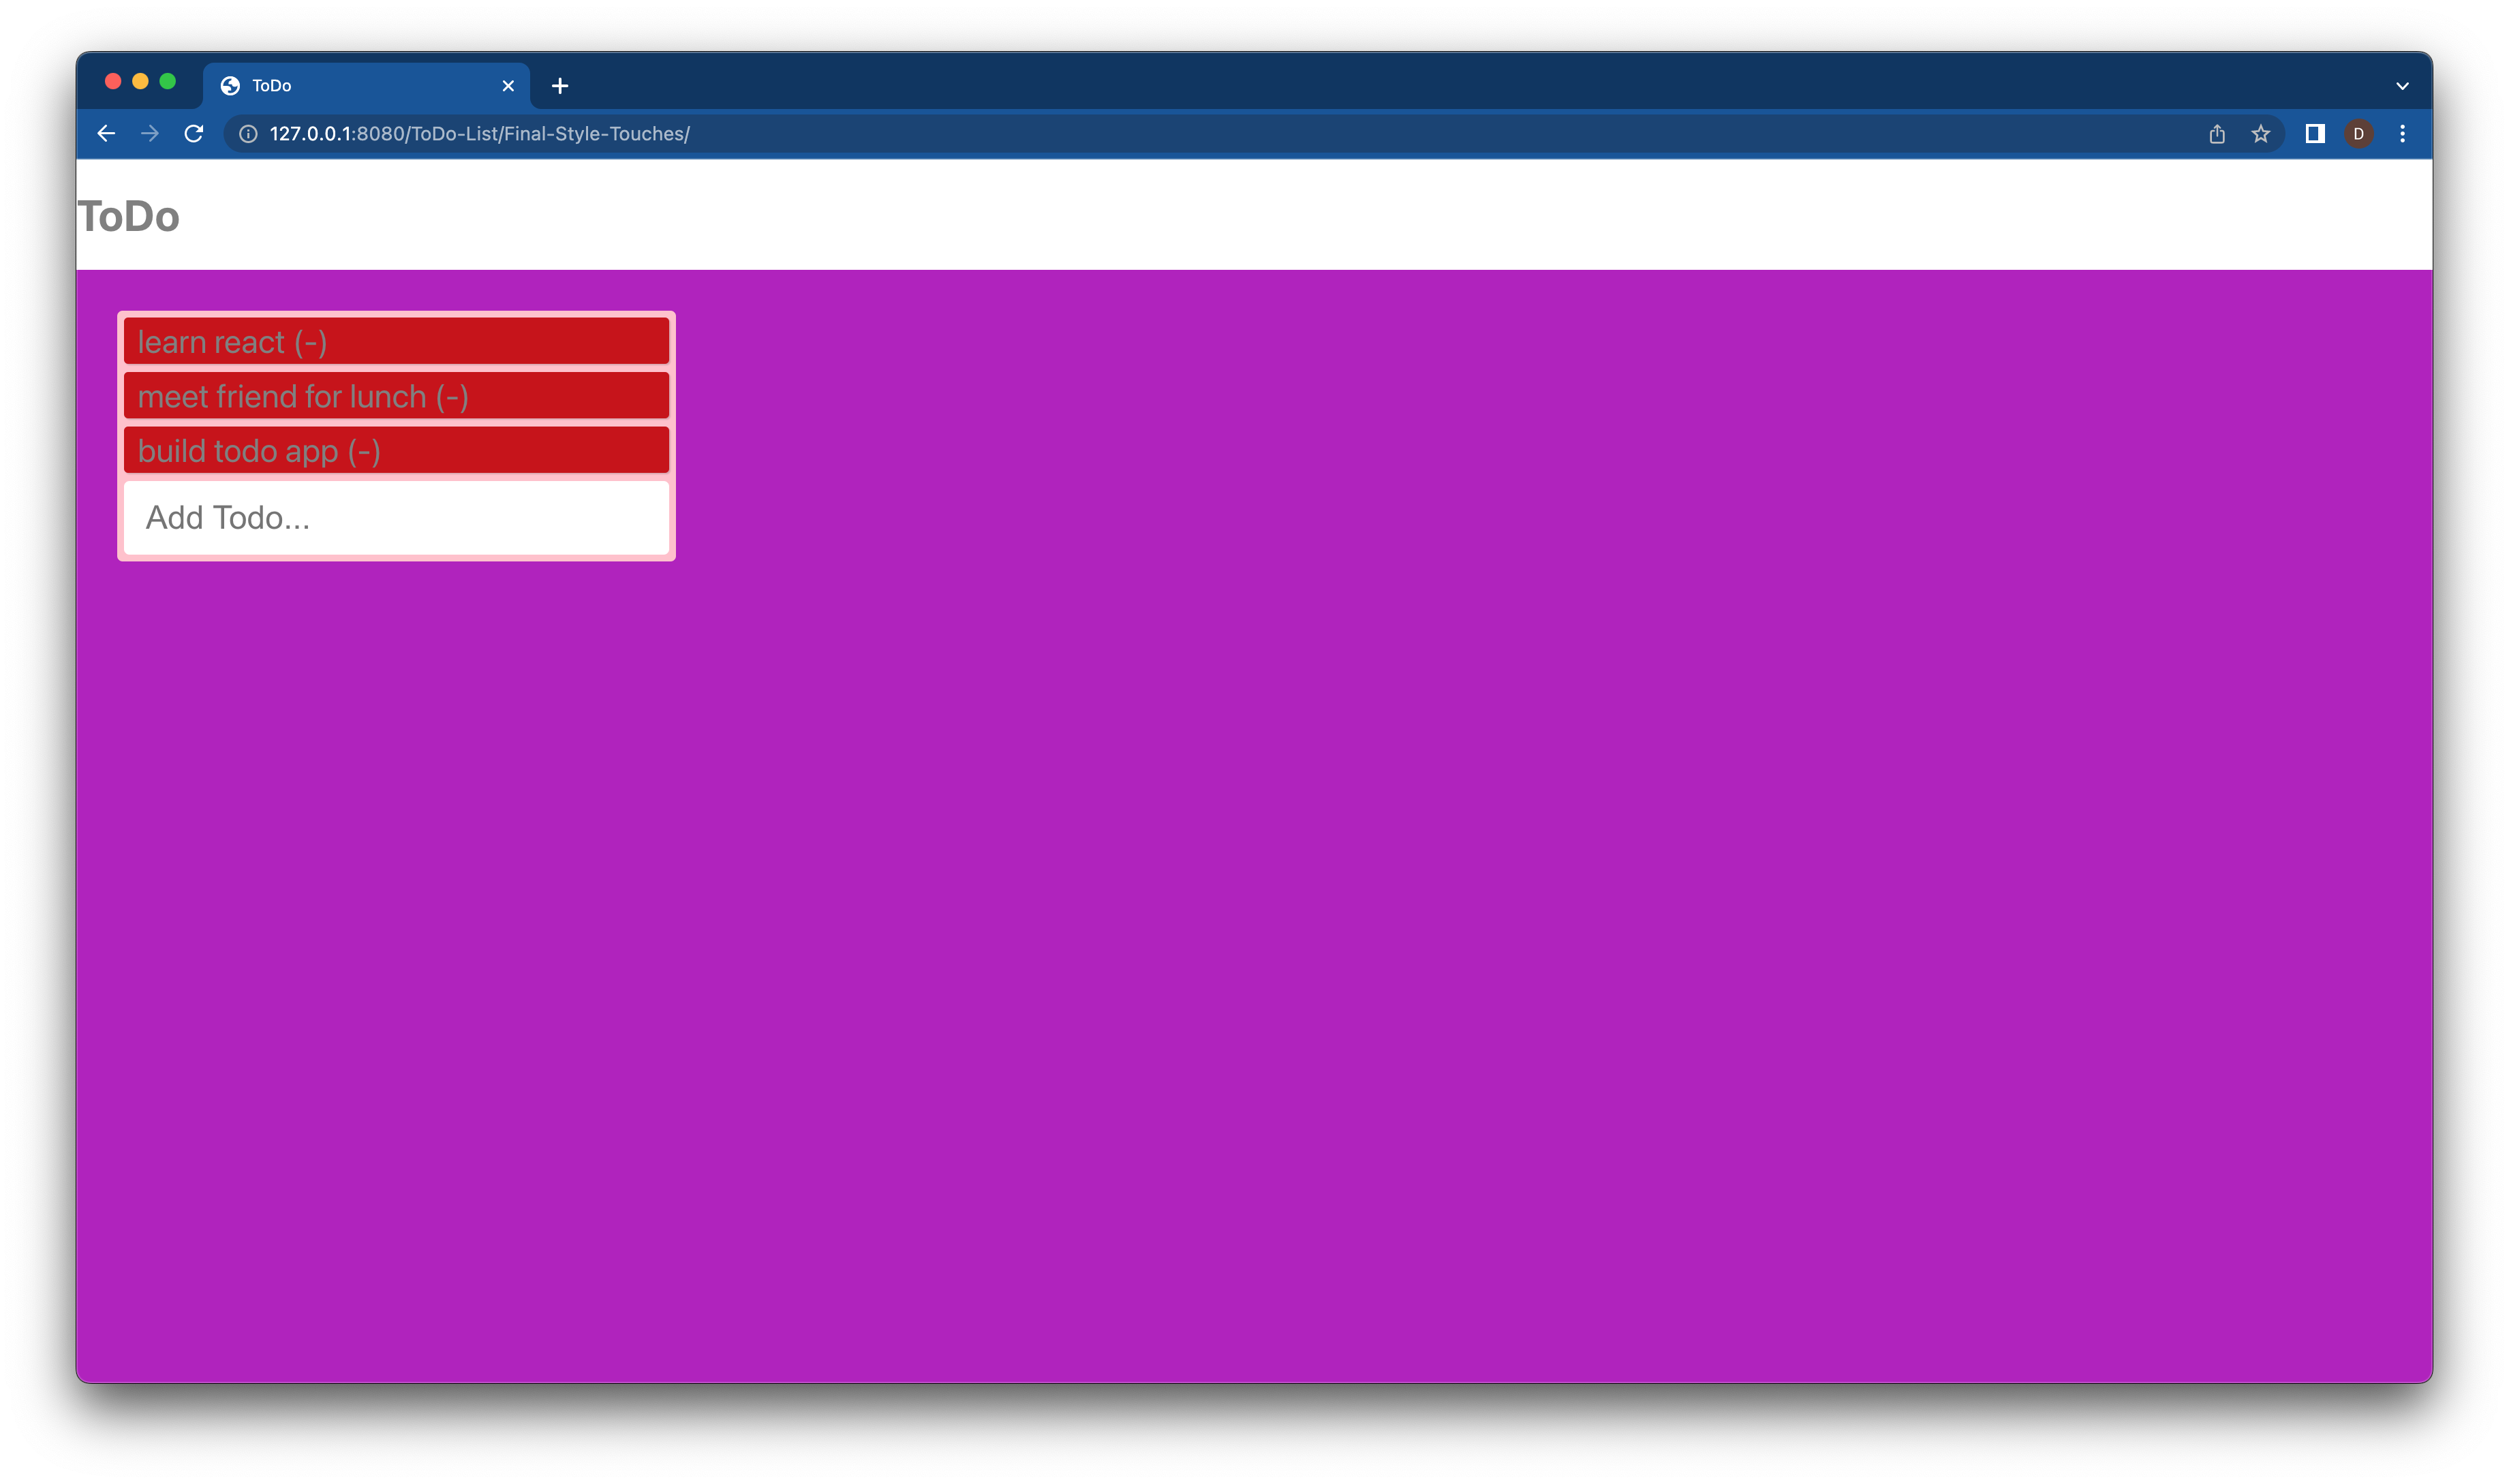 ToDo
127.0.0.1:8080/ToDo-List/Final-Style-Touches/
D
ToDo
learn react (-)
meet friend for lunch (-)
build todo app (-)
Add Todo...